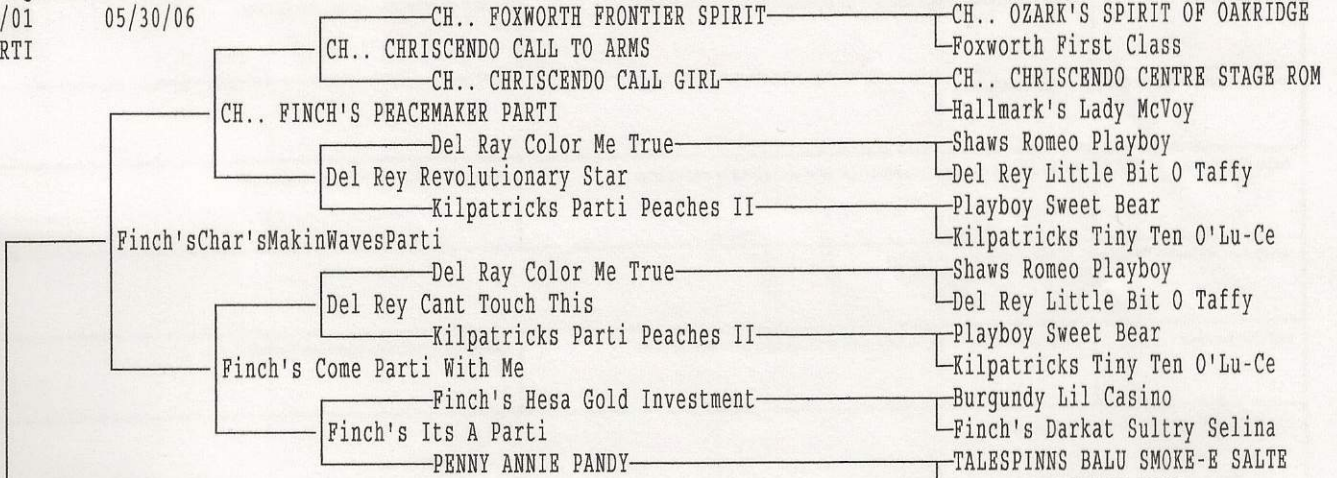 /01 05/30/06 CH.. FOXWORTH FRONTIER SPIRIT CH.. OZARK'S SPIRIT OF OAKRIDGE
RTI CH.. CHRISCENDO CALL TO ARMS Foxworth First Class
CH.. CHRISCENDO CALL GIRL CH.. CHRISCENDO CENTRE STAGE ROM
CH.. FINCH'S PEACEMAKER PARTI Hallmark's Lady McVoy
Del Ray Color Me True Shaws Romeo Playboy
Del Rey Revolutionary Star Del Rey Little Bit O Taffy
Kilpatricks Parti Peaches II Playboy Sweet Bear
Finch'sChar'sMakinWavesParti Kilpatricks Tiny Ten O'Lu-Ce
Del Ray Color Me True Shaws Romeo Playboy
Del Rey Cant Touch This Del Rey Little Bit O Taffy
Kilpatricks Parti Peaches II Playboy Sweet Bear
Finch's Come Parti With Me Kilpatricks Tiny Ten O'Lu-Ce
Finch's Hesa Gold Investment Burgundy Lil Casino
Finch's Its A Parti Finch's Darkat Sultry Selina
PENNY ANNIE PANDY TALESPINNS BALU SMOKE-E SALTE